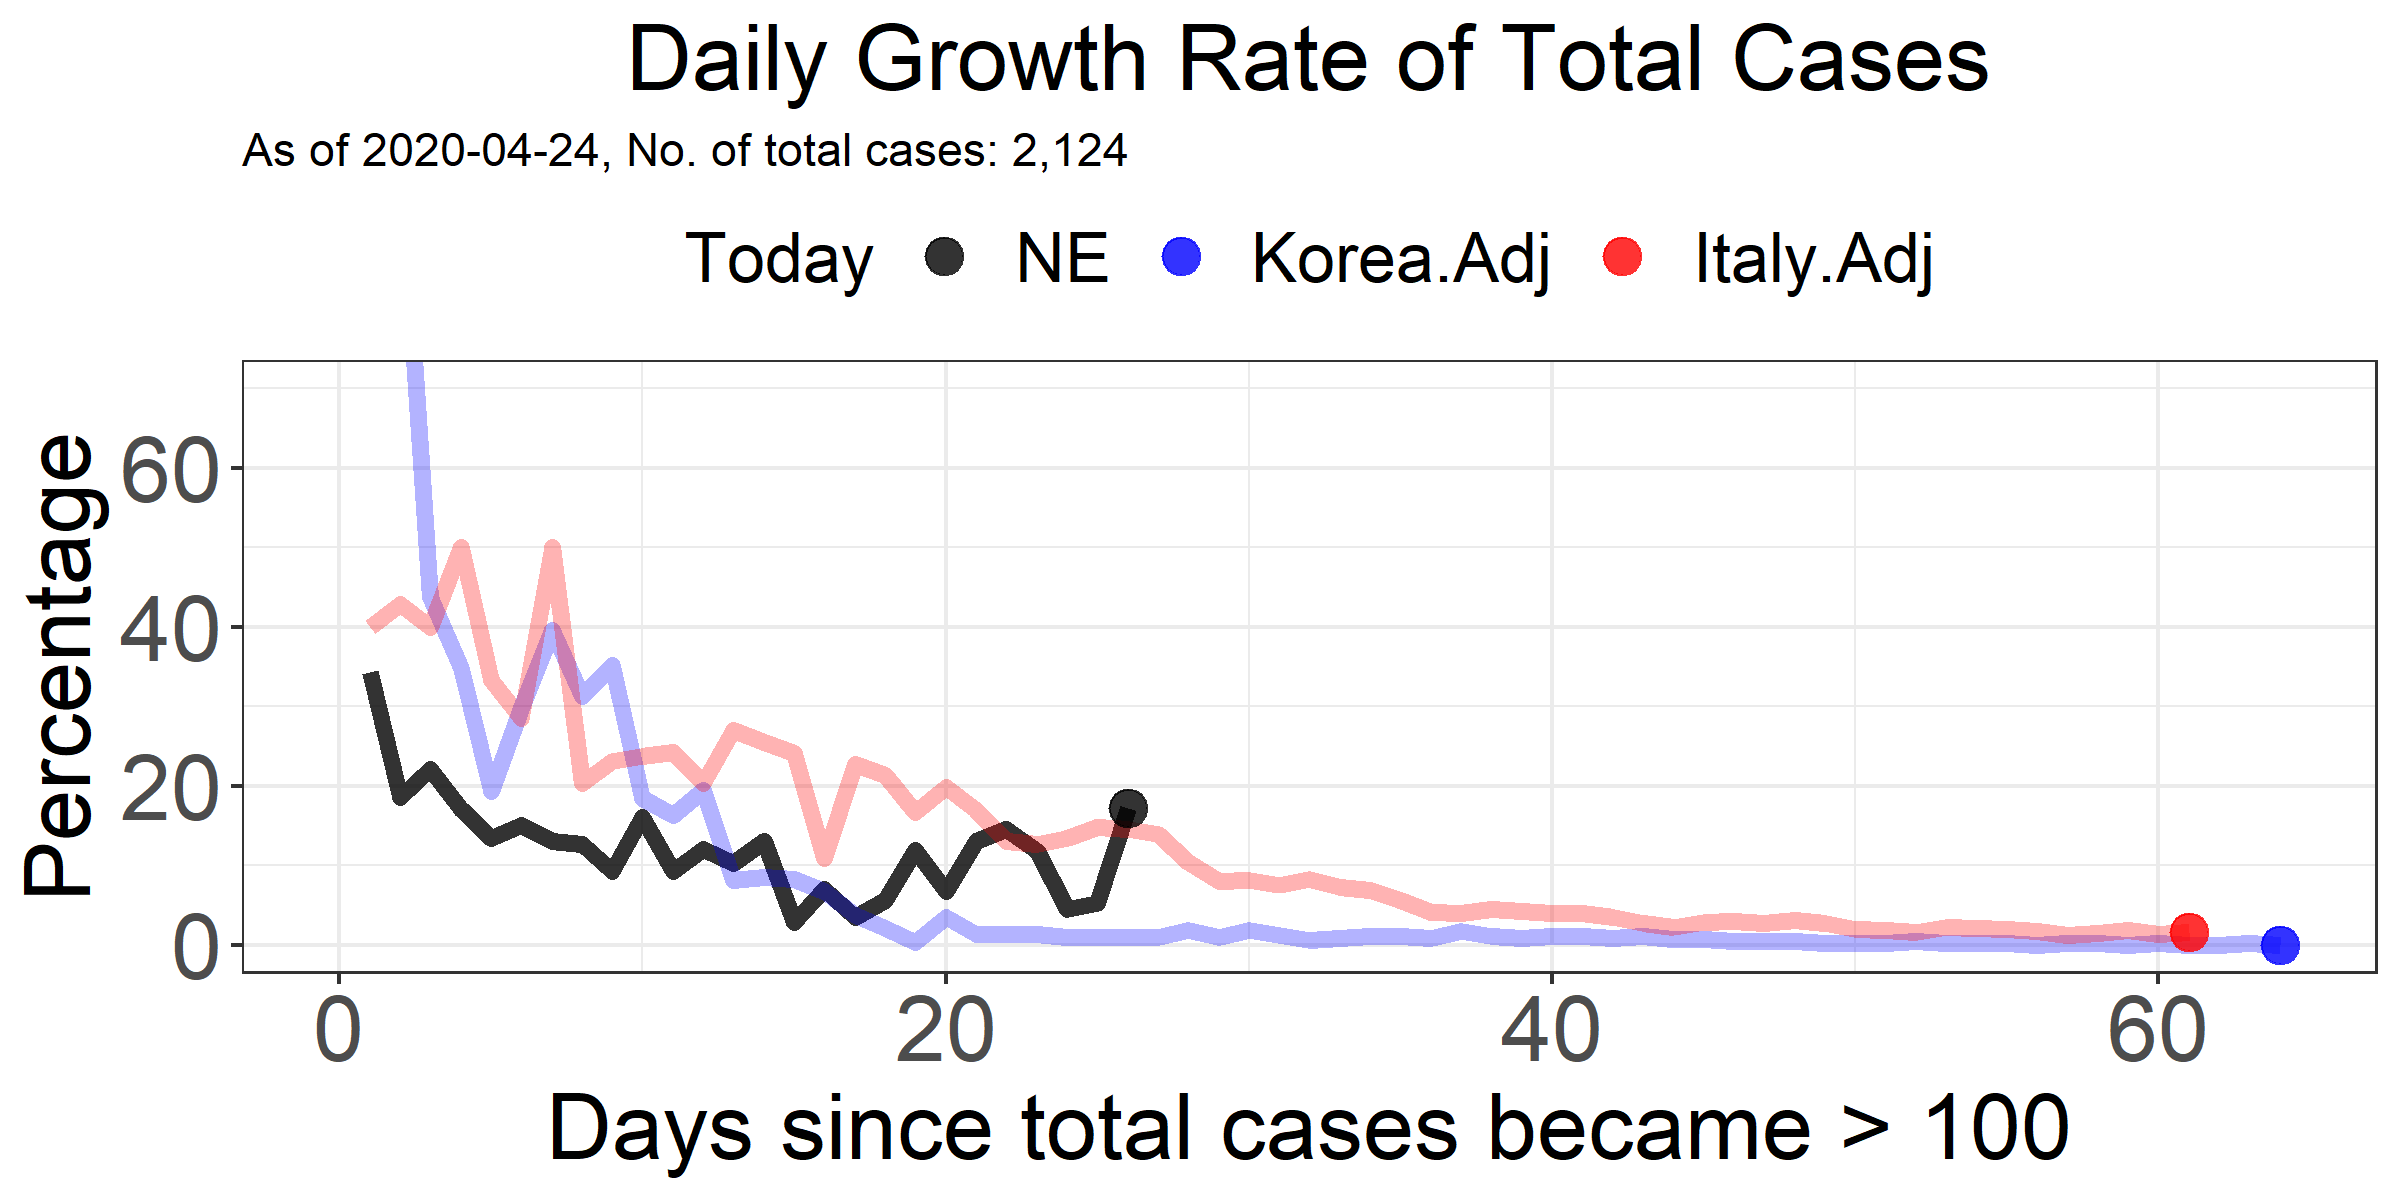 Daily Growth Rate of Total Cases
As of 2020-04-24, No. of total cases: 2,124
Today NE Korea.Adj Italy.Adj
Percentage
60
40
20
0
0 20 40 60
Days since total cases became > 100